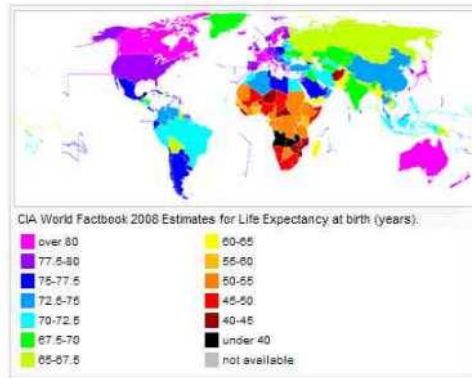 CIA World Factbook 2008 Estimates for Life Expectancy at birth (years).
over 80
77.5-80
75-77.5
72.5-75
70-72.5
67.5-70
65-67.5
60-65
55-60
50-55
45-50
40-45
under 40
not available